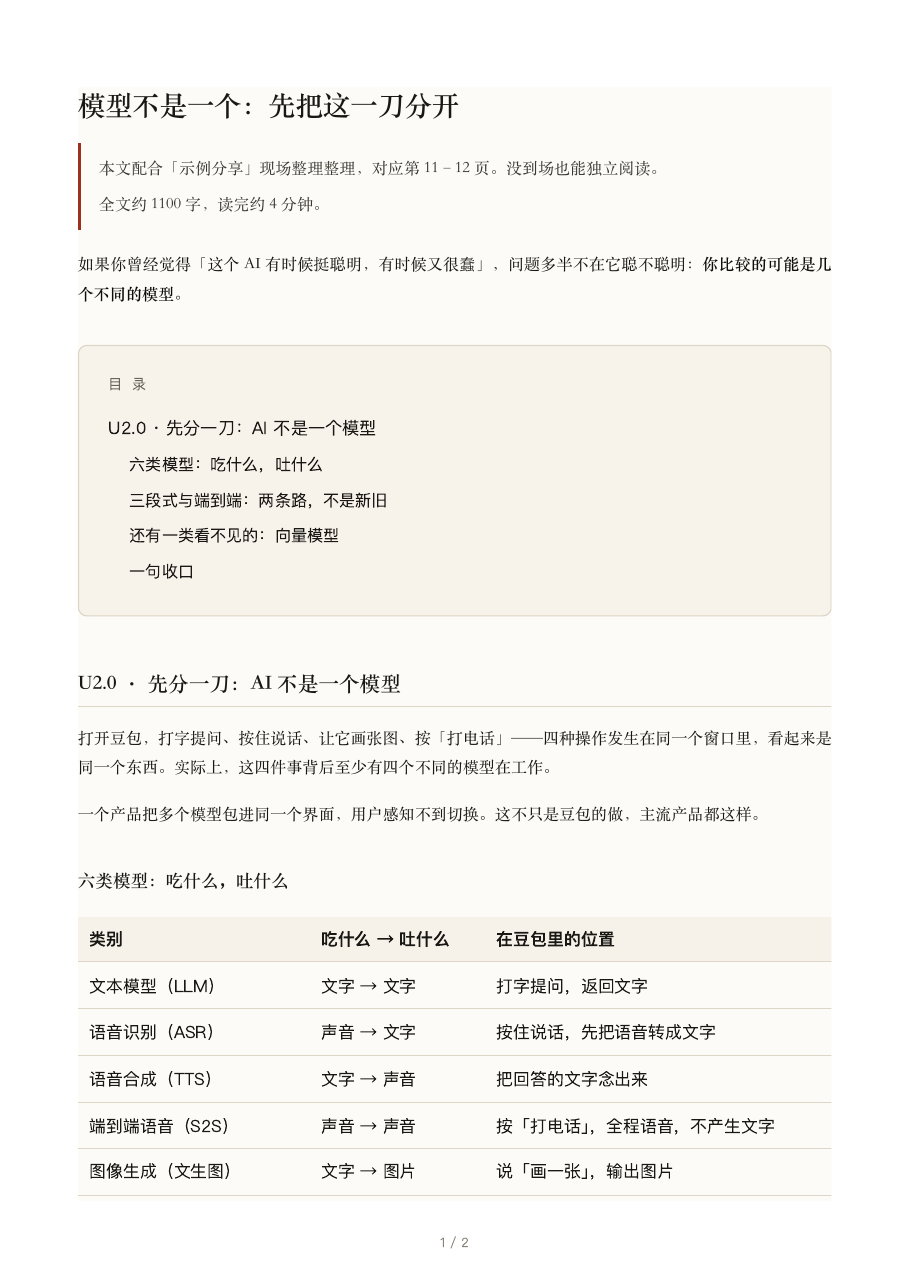 模型不是一个：先把这一刀分开
本文配合「示例分享」现场整理整理，对应第 11 – 12 页。没到场也能独立阅读。
全文约 1100 字，读完约 4 分钟。
如果你曾经觉得「这个 AI 有时候挺聪明，有时候又很蠢」，问题多半不在它聪不聪明：你比较的可能是几
个不同的模型。
目 录
U2.0 · 先分一刀：AI 不是一个模型
六类模型：吃什么，吐什么
三段式与端到端：两条路，不是新旧
还有一类看不见的：向量模型
一句收口
U2.0 · 先分一刀：AI 不是一个模型
打开豆包，打字提问、按住说话、让它画张图、按「打电话」——四种操作发生在同一个窗口里，看起来是
同一个东西。实际上，这四件事背后至少有四个不同的模型在工作。
一个产品把多个模型包进同一个界面，用户感知不到切换。这不只是豆包的做，主流产品都这样。
六类模型：吃什么，吐什么
类别 吃什么 → 吐什么 在豆包里的位置
文本模型（LLM） 文字 → 文字 打字提问，返回文字
语音识别（ASR） 声音 → 文字 按住说话，先把语音转成文字
语音合成（TTS） 文字 → 声音 把回答的文字念出来
端到端语音（S2S） 声音 → 声音 按「打电话」，全程语音，不产生文字
图像生成（文生图） 文字 → 图片 说「画一张」，输出图片
1 / 2